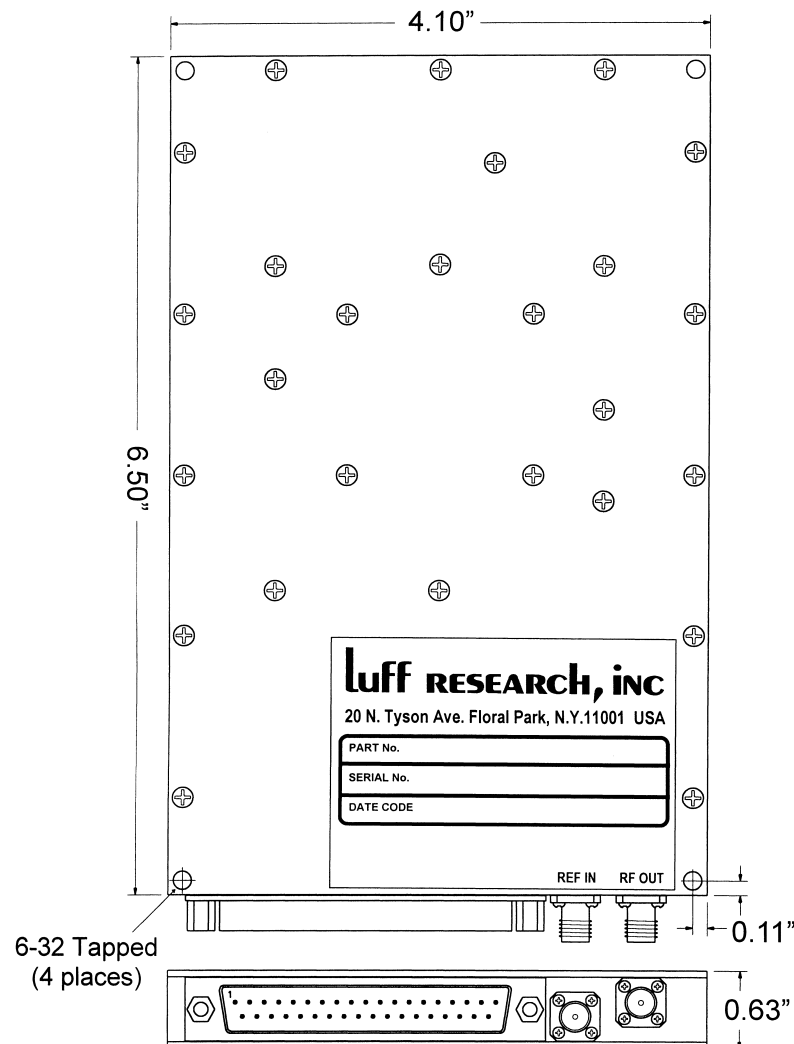 4.10"
6.50"
Luff RESEARCH, INC
20 N. Tyson Ave. Floral Park, N.Y.11001 USA
PART No.
SERIAL No.
DATE CODE
REF IN RF OUT
0.11"
6-32 Tapped
(4 places)
1
0.63"